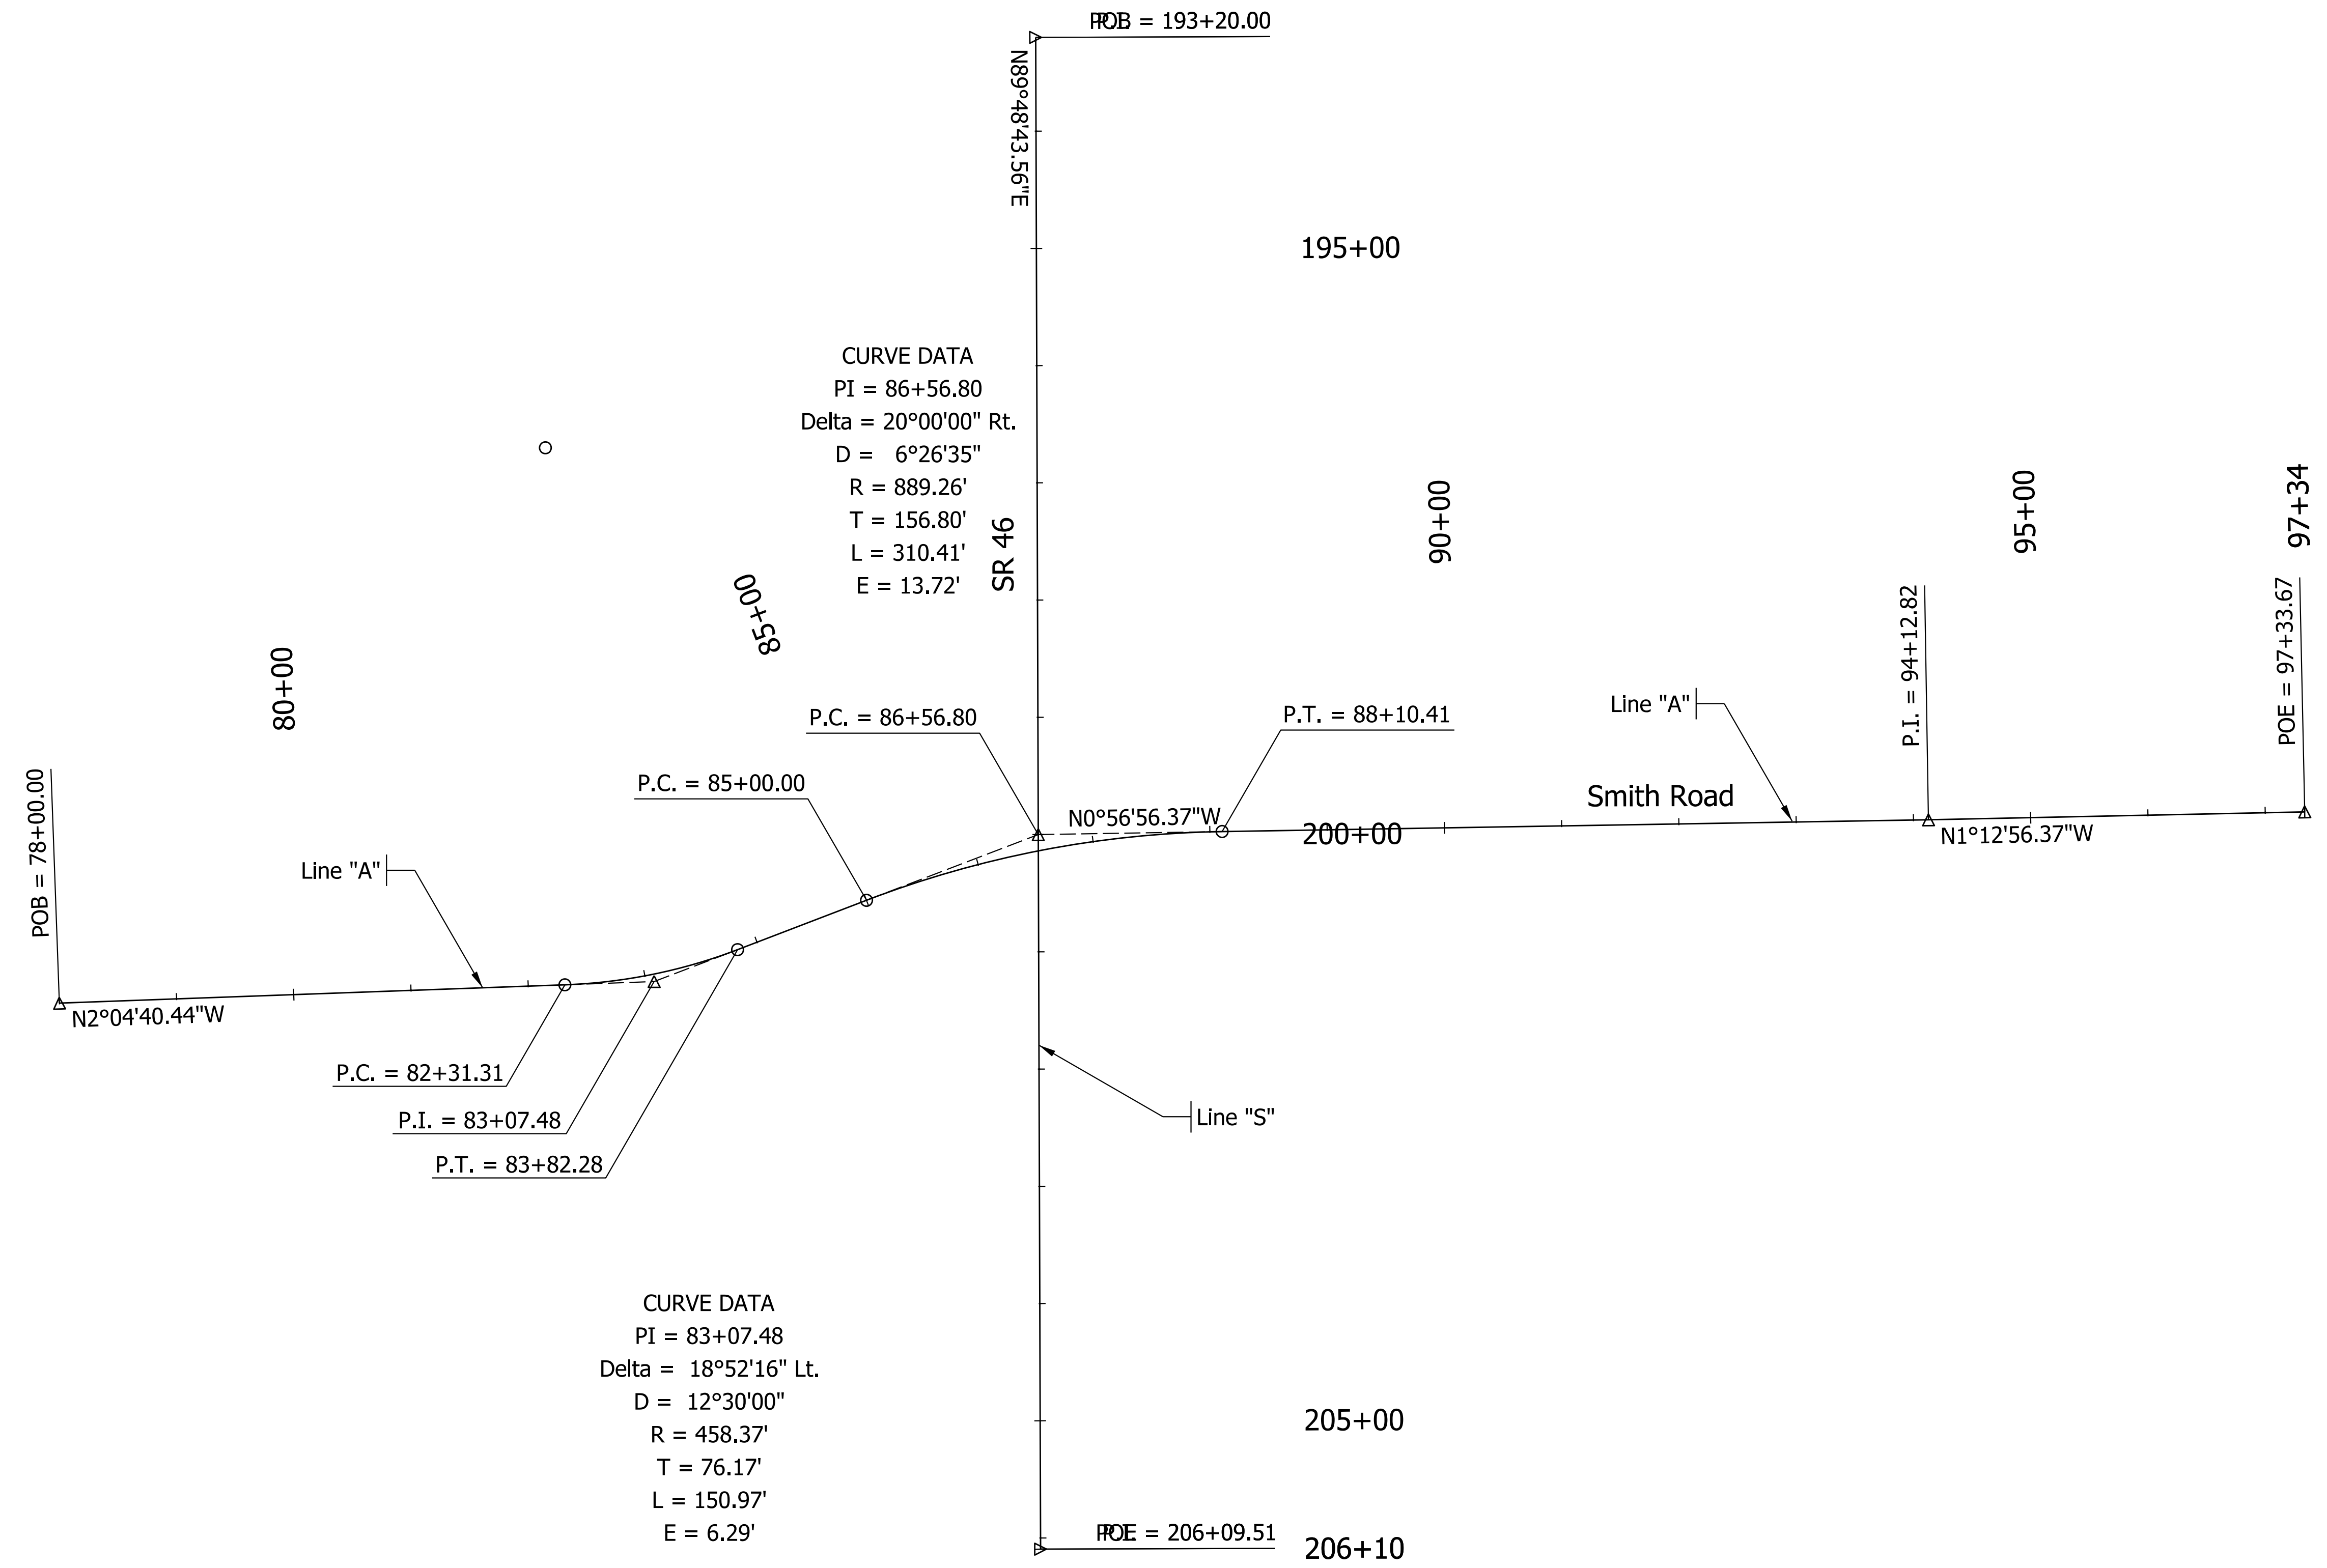 POB = 193+20.00
P.I. = 193+20.00
N89°48'43.56"E
195+00
CURVE DATA
PI = 86+56.80
Delta = 20°00'00" Rt.
D = 6°26'35"
R = 889.26'
T = 156.80'
L = 310.41'
E = 13.72'
SR 46
80+00
85+00
90+00
95+00
97+34
POB = 78+00.00
P.C. = 85+00.00
P.C. = 86+56.80
P.T. = 88+10.41
Line "A"
P.I. = 94+12.82
POE = 97+33.67
Smith Road
N0°56'56.37"W
200+00
N1°12'56.37"W
Line "A"
N2°04'40.44"W
P.C. = 82+31.31
P.I. = 83+07.48
P.T. = 83+82.28
Line "S"
CURVE DATA
PI = 83+07.48
Delta = 18°52'16" Lt.
D = 12°30'00"
R = 458.37'
T = 76.17'
L = 150.97'
E = 6.29'
205+00
POE = 206+09.51
P.I. = 206+09.51
206+10